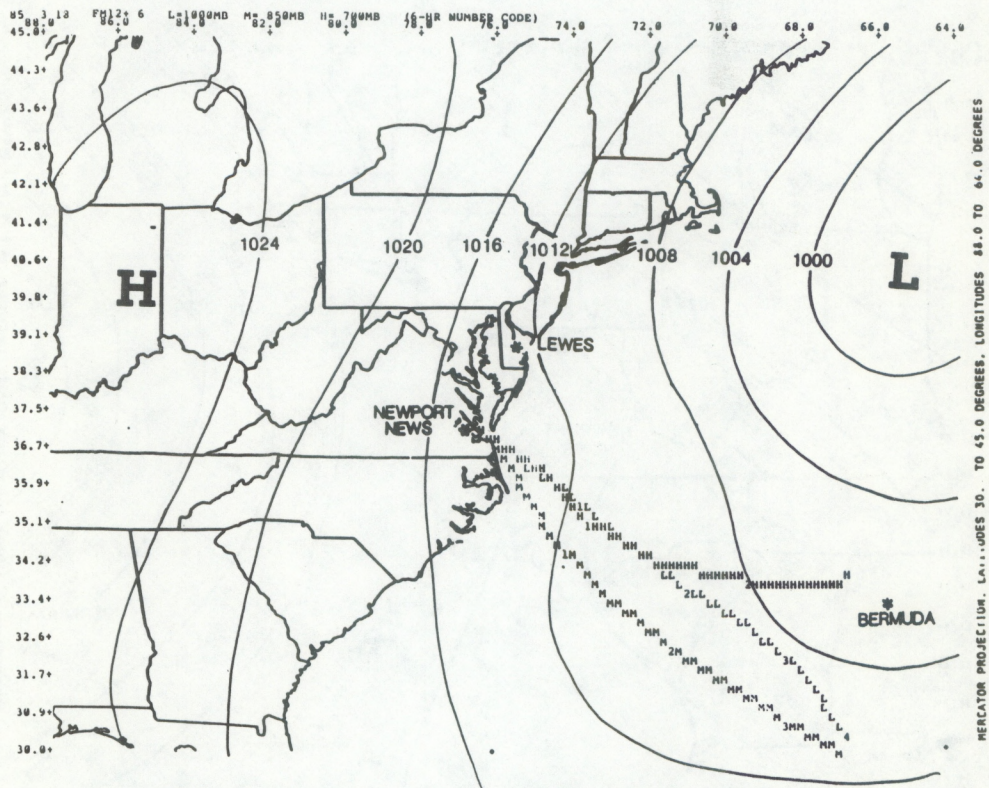 L=1000MB M= 850MB H= 700MB (6-HR NUMBER CODE)
88.0 86.0 84.0 82.0 80.0 78.0 76.0 74.0 72.0 70.0 68.0 66.0 64.0
45.0+
44.3+
43.6+
42.8+
42.1+
41.4+
40.6+
39.8+
39.1+
38.3+
37.5+
36.7+
35.9+
35.1+
34.2+
33.4+
32.6+
31.7+
30.9+
30.0+
1024 1020 1016 1012 1008 1004 1000
H
L
LEWES
NEWPORT
NEWS
BERMUDA
MERCATOR PROJECTION, LATITUDES 30. TO 45.0 DEGREES, LONGITUDES 88.0 TO 64.0 DEGREES